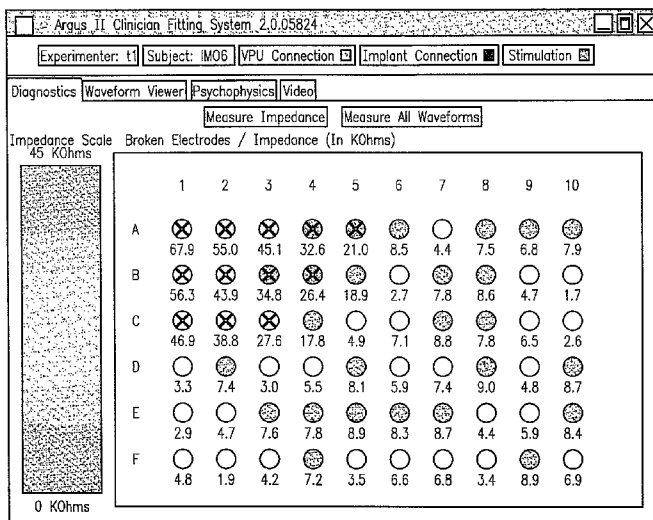 Argus II Clinician Fitting System 2.0.05824
Experimenter: t1 Subject: IM06 VPU Connection Implant Connection Stimulation
Diagnostics Waveform Viewer Psychophysics Video
Measure Impedance Measure All Waveforms
Impedance Scale Broken Electrodes / Impedance (In KOhms)
45 KOhms
1 2 3 4 5 6 7 8 9 10
A
67.9 55.0 45.1 32.6 21.0 8.5 4.4 7.5 6.8 7.9
B
56.3 43.9 34.8 26.4 18.9 2.7 7.8 8.6 4.7 1.7
C
46.9 38.8 27.6 17.8 4.9 7.1 8.8 7.8 6.5 2.6
D
3.3 7.4 3.0 5.5 8.1 5.9 7.4 9.0 4.8 8.7
E
2.9 4.7 7.6 7.8 8.9 8.3 8.7 4.4 5.9 8.4
F
4.8 1.9 4.2 7.2 3.5 6.6 6.8 3.4 8.9 6.9
0 KOhms